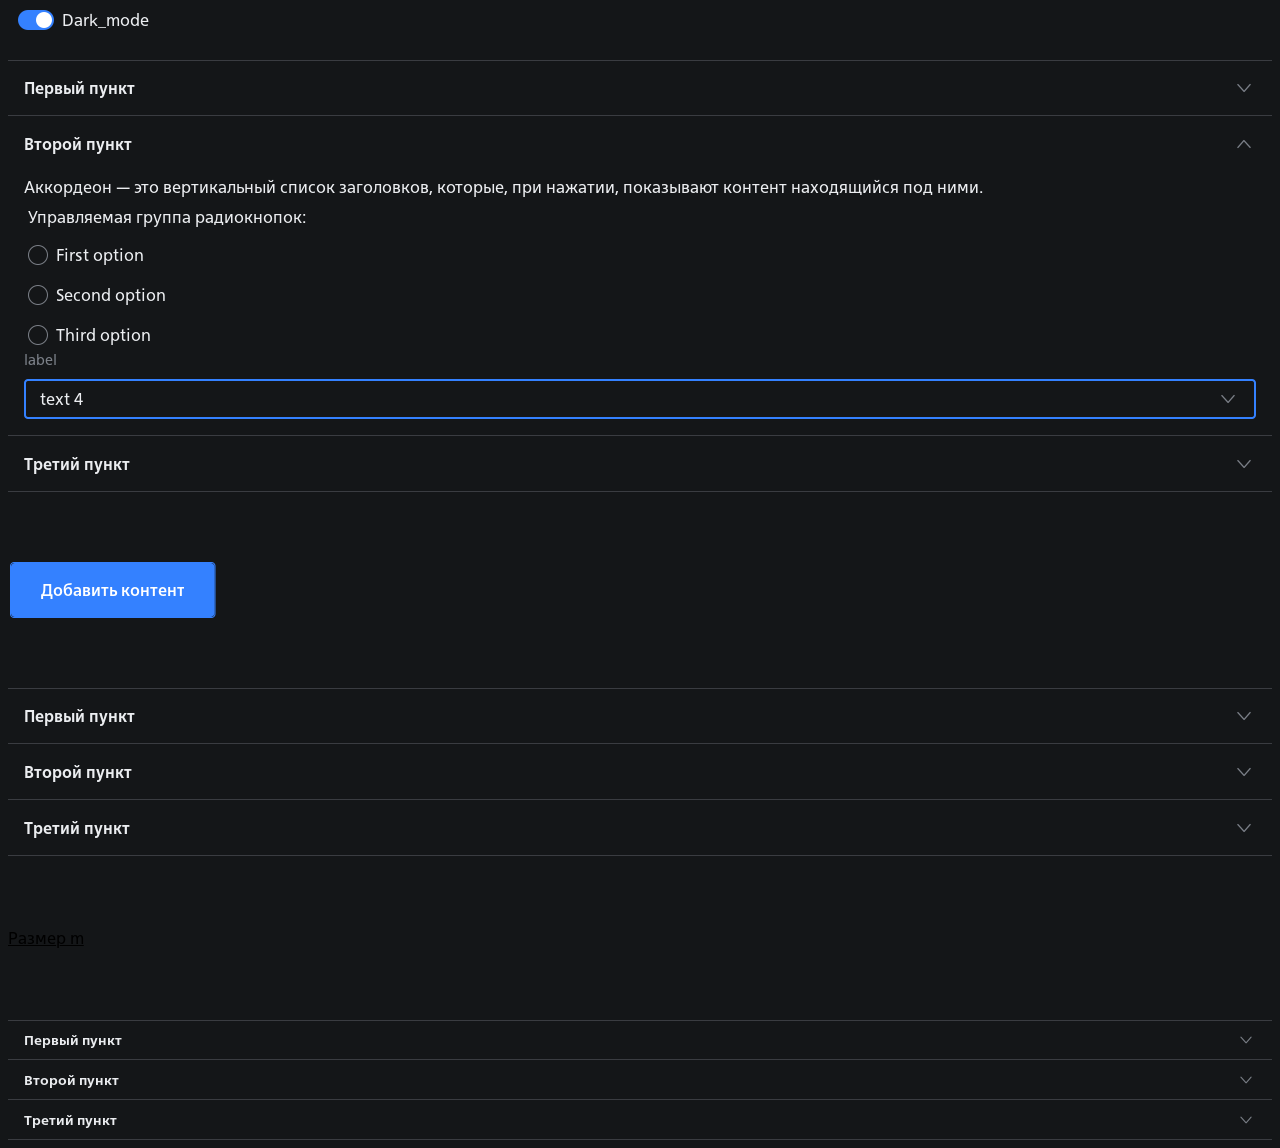 Dark_mode
Первый пункт
Второй пункт
Аккордеон — это вертикальный список заголовков, которые, при нажатии, показывают контент находящийся под ними.
Управляемая группа радиокнопок:
First option
Second option
Third option
label
text 4
Третий пункт
Добавить контент
Первый пункт
Второй пункт
Третий пункт
Размер m
Первый пункт
Второй пункт
Третий пункт